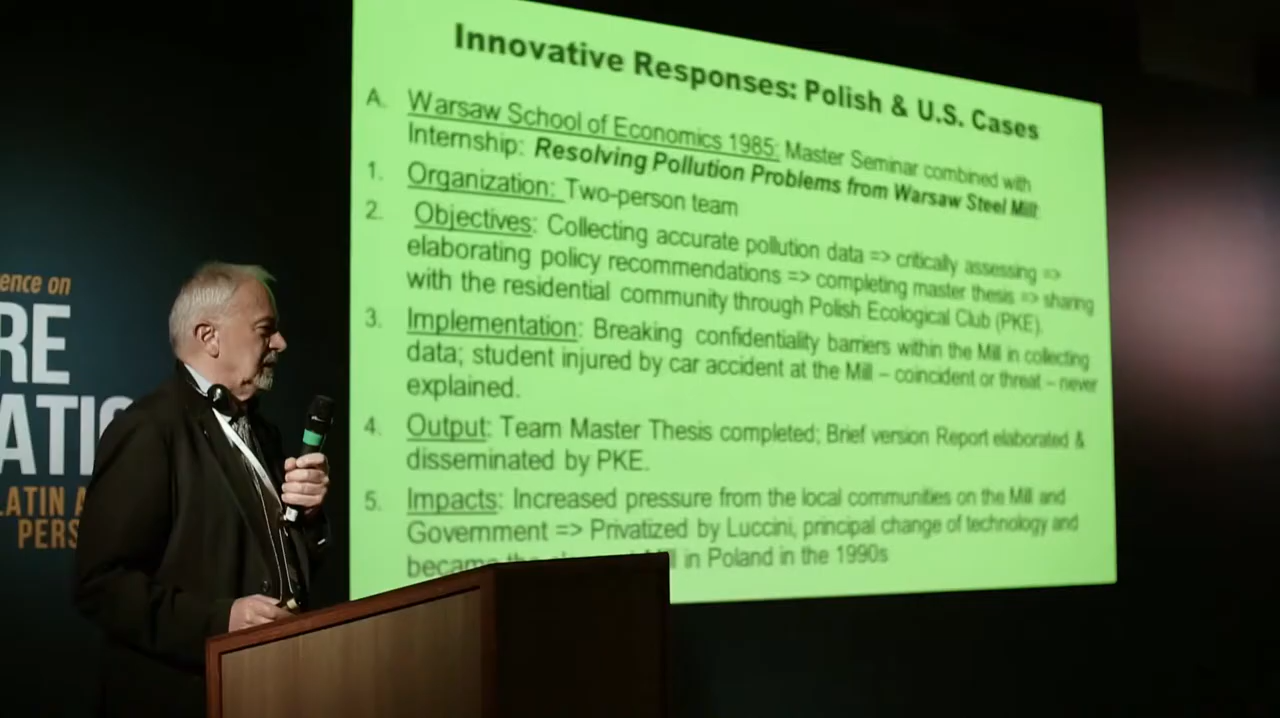 ence on
RE
ATIO
LATIN A
PERS
Innovative Responses: Polish & U.S. Cases
A. Warsaw School of Economics 1985: Master Seminar combined with
Internship: Resolving Pollution Problems from Warsaw Steel Mill:
1. Organization: Two-person team
2. Objectives: Collecting accurate pollution data => critically assessing =>
elaborating policy recommendations => completing master thesis => sharing
with the residential community through Polish Ecological Club (PKE).
3. Implementation: Breaking confidentiality barriers within the Mill in collecting
data; student injured by car accident at the Mill – coincident or threat – never
explained.
4. Output: Team Master Thesis completed; Brief version Report elaborated &
disseminated by PKE.
5. Impacts: Increased pressure from the local communities on the Mill and
Government => Privatized by Luccini, principal change of technology and
became in Poland in the 1990s